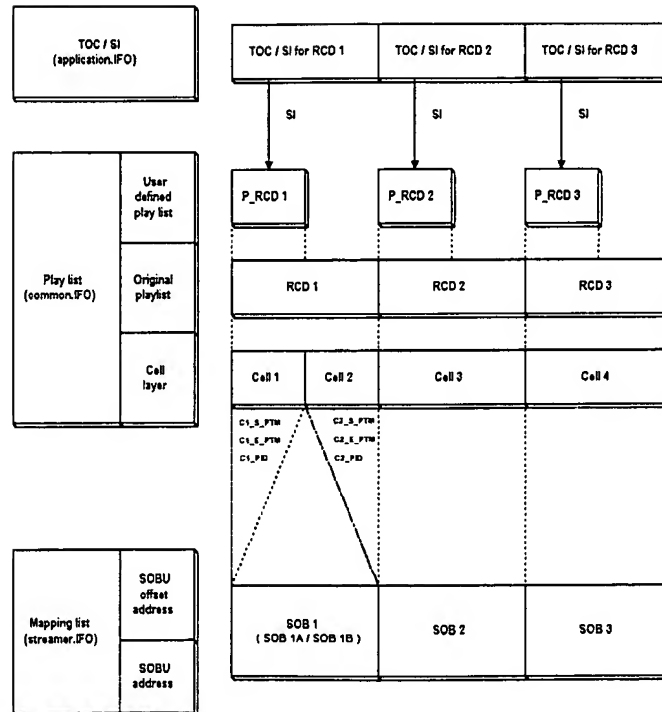 TOC / SI
(application.IFO)
TOC / SI for RCD 1
TOC / SI for RCD 2
TOC / SI for RCD 3
SI
SI
SI
User
defined
play list
P_RCD 1
P_RCD 2
P_RCD 3
Play list
(common.IFO)
Original
playlist
RCD 1
RCD 2
RCD 3
Cell
layer
Cell 1
Cell 2
Cell 3
Cell 4
C1_S_PTM
C1_E_PTM
C1_PID
C2_S_PTM
C2_E_PTM
C2_PID
Mapping list
(streamer.IFO)
SOBU
offset
address
SOBU
address
SOB 1
( SOB 1A / SOB 1B )
SOB 2
SOB 3